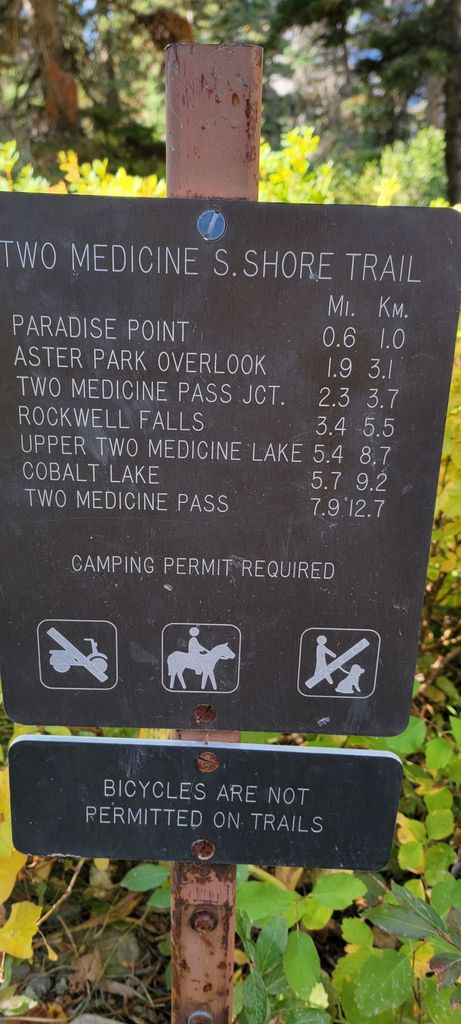 TWO MEDICINE S. SHORE TRAIL
MI. KM.
PARADISE POINT 0.6 1.0
ASTER PARK OVERLOOK 1.9 3.1
TWO MEDICINE PASS JCT. 2.3 3.7
ROCKWELL FALLS 3.4 5.5
UPPER TWO MEDICINE LAKE 5.4 8.7
COBALT LAKE 5.7 9.2
TWO MEDICINE PASS 7.9 12.7
CAMPING PERMIT REQUIRED
BICYCLES ARE NOT
PERMITTED ON TRAILS